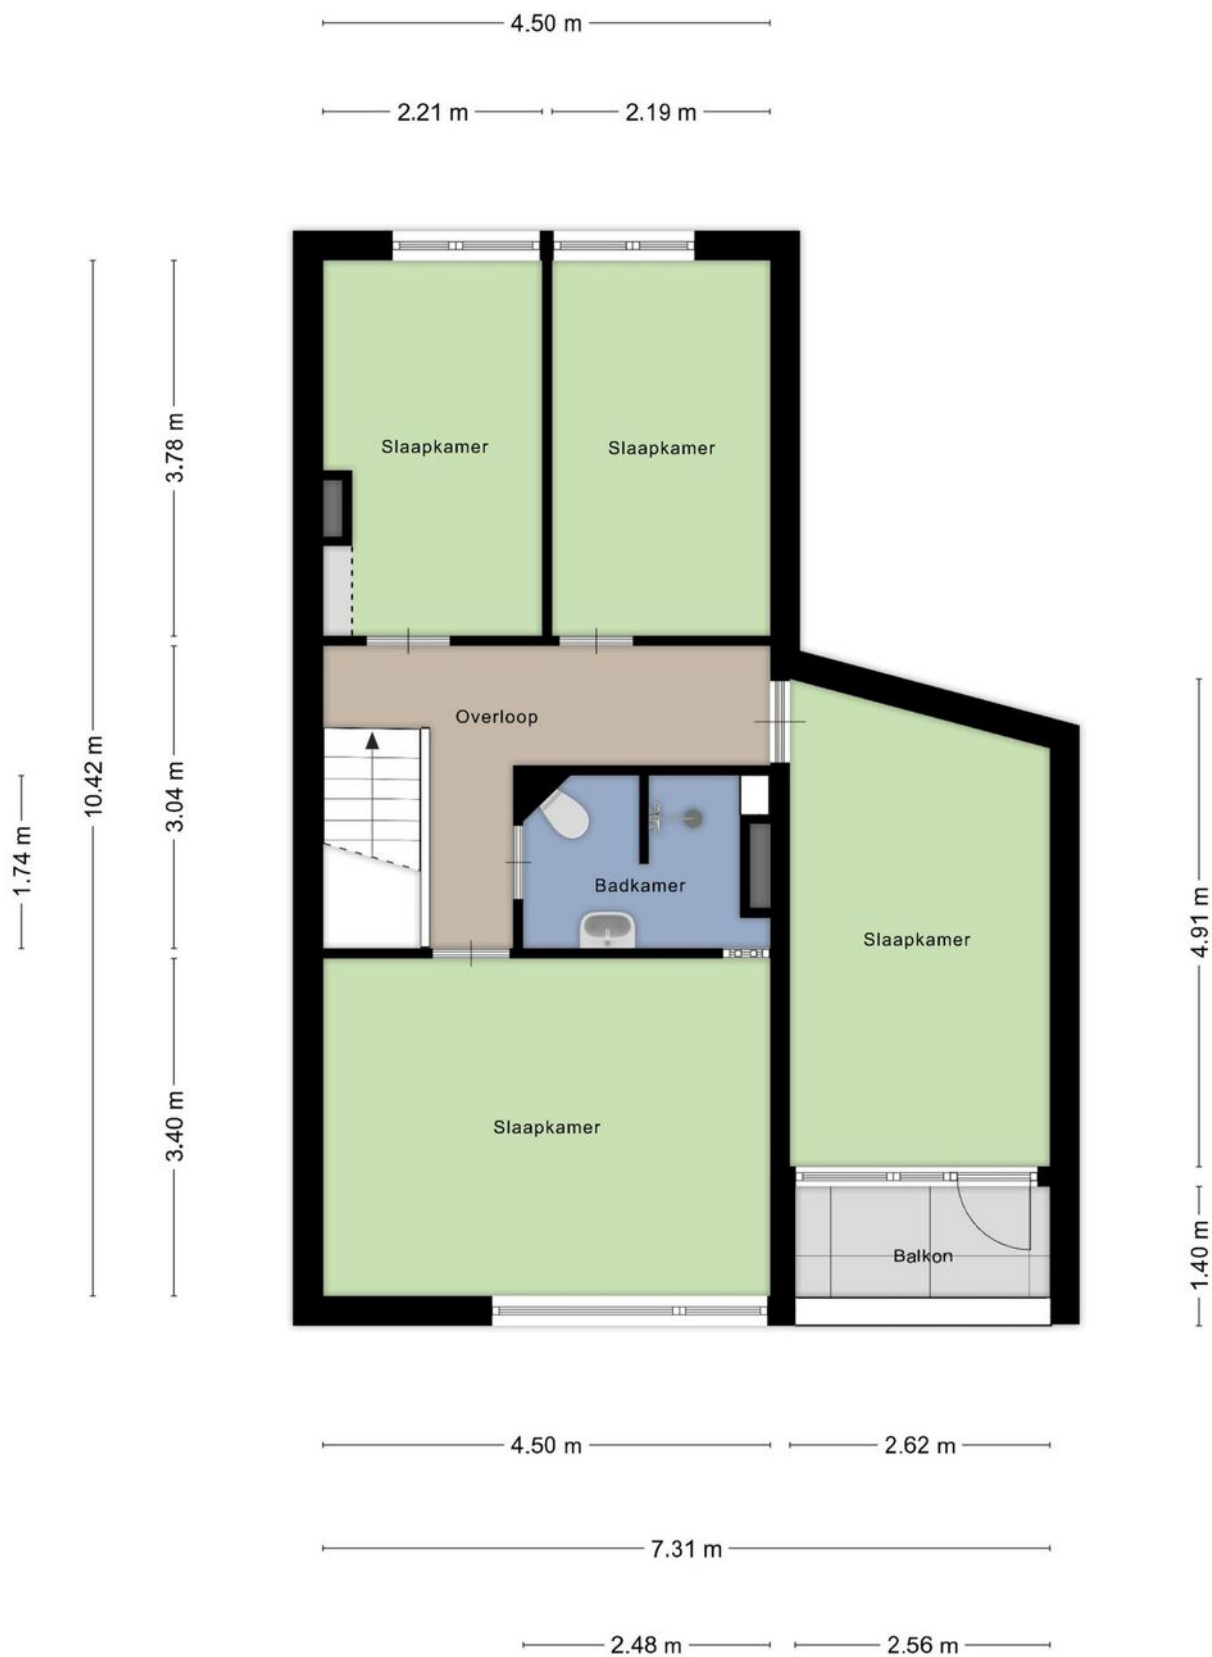 4.50 m
2.21 m
2.19 m
3.78 m
Slaapkamer
Slaapkamer
Overloop
10.42 m
3.04 m
1.74 m
Badkamer
Slaapkamer
4.91 m
Slaapkamer
3.40 m
Balkon
1.40 m
4.50 m
2.62 m
7.31 m
2.48 m
2.56 m